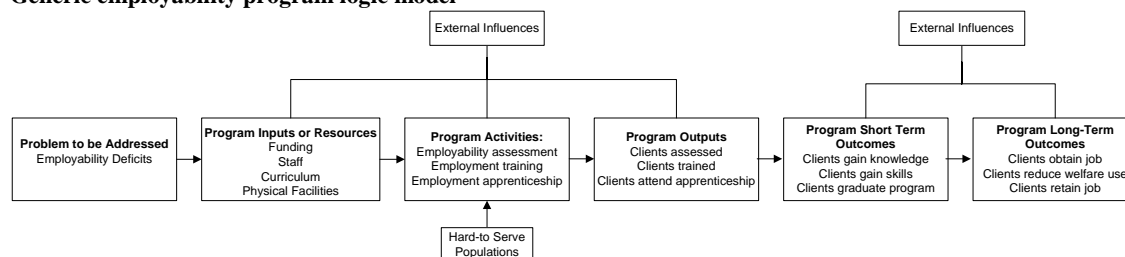 Generic employability program logic model
External Influences
External Influences
Problem to be Addressed
Employability Deficits
Program Inputs or Resources
Funding
Staff
Curriculum
Physical Facilities
Program Activities:
Employability assessment
Employment training
Employment apprenticeship
Program Outputs
Clients assessed
Clients trained
Clients attend apprenticeship
Program Short Term
Outcomes
Clients gain knowledge
Clients gain skills
Clients graduate program
Program Long-Term
Outcomes
Clients obtain job
Clients reduce welfare use
Clients retain job
Hard-to Serve
Populations